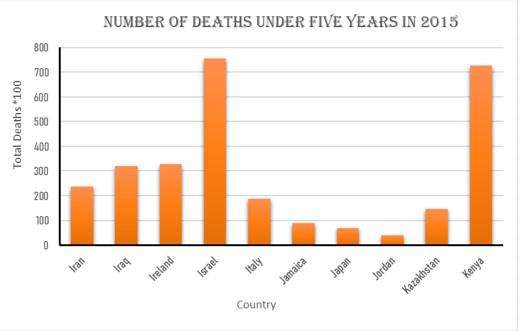 NUMBER OF DEATHS UNDER FIVE YEARS IN 2015
Total Deaths *100
800
700
600
500
400
300
200
100
0
Iran
Iraq
Ireland
Israel
Italy
Jamaica
Japan
Jordan
Kazakhstan
Kenya
Country